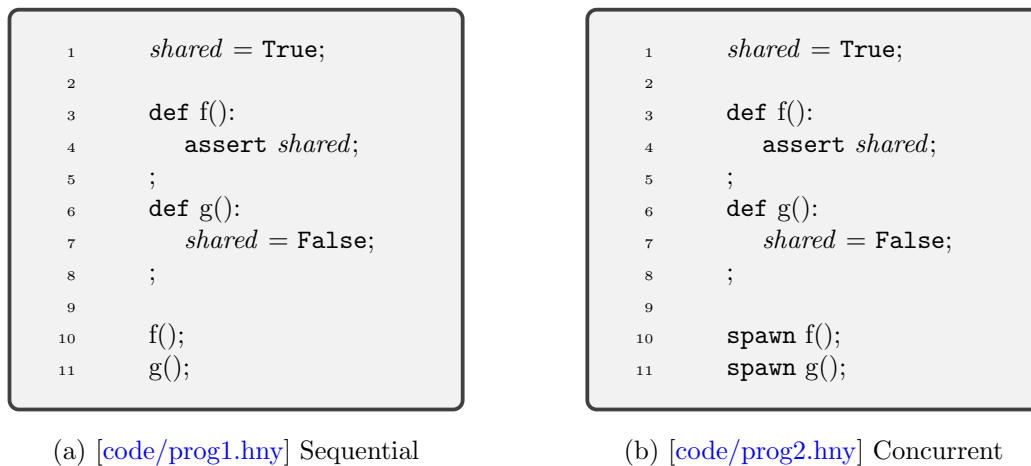 1 shared = True;
2
3 def f():
4 assert shared;
5 ;
6 def g():
7 shared = False;
8 ;
9
10 f();
11 g();
(a) [code/prog1.hny] Sequential
1 shared = True;
2
3 def f():
4 assert shared;
5 ;
6 def g():
7 shared = False;
8 ;
9
10 spawn f();
11 spawn g();
(b) [code/prog2.hny] Concurrent